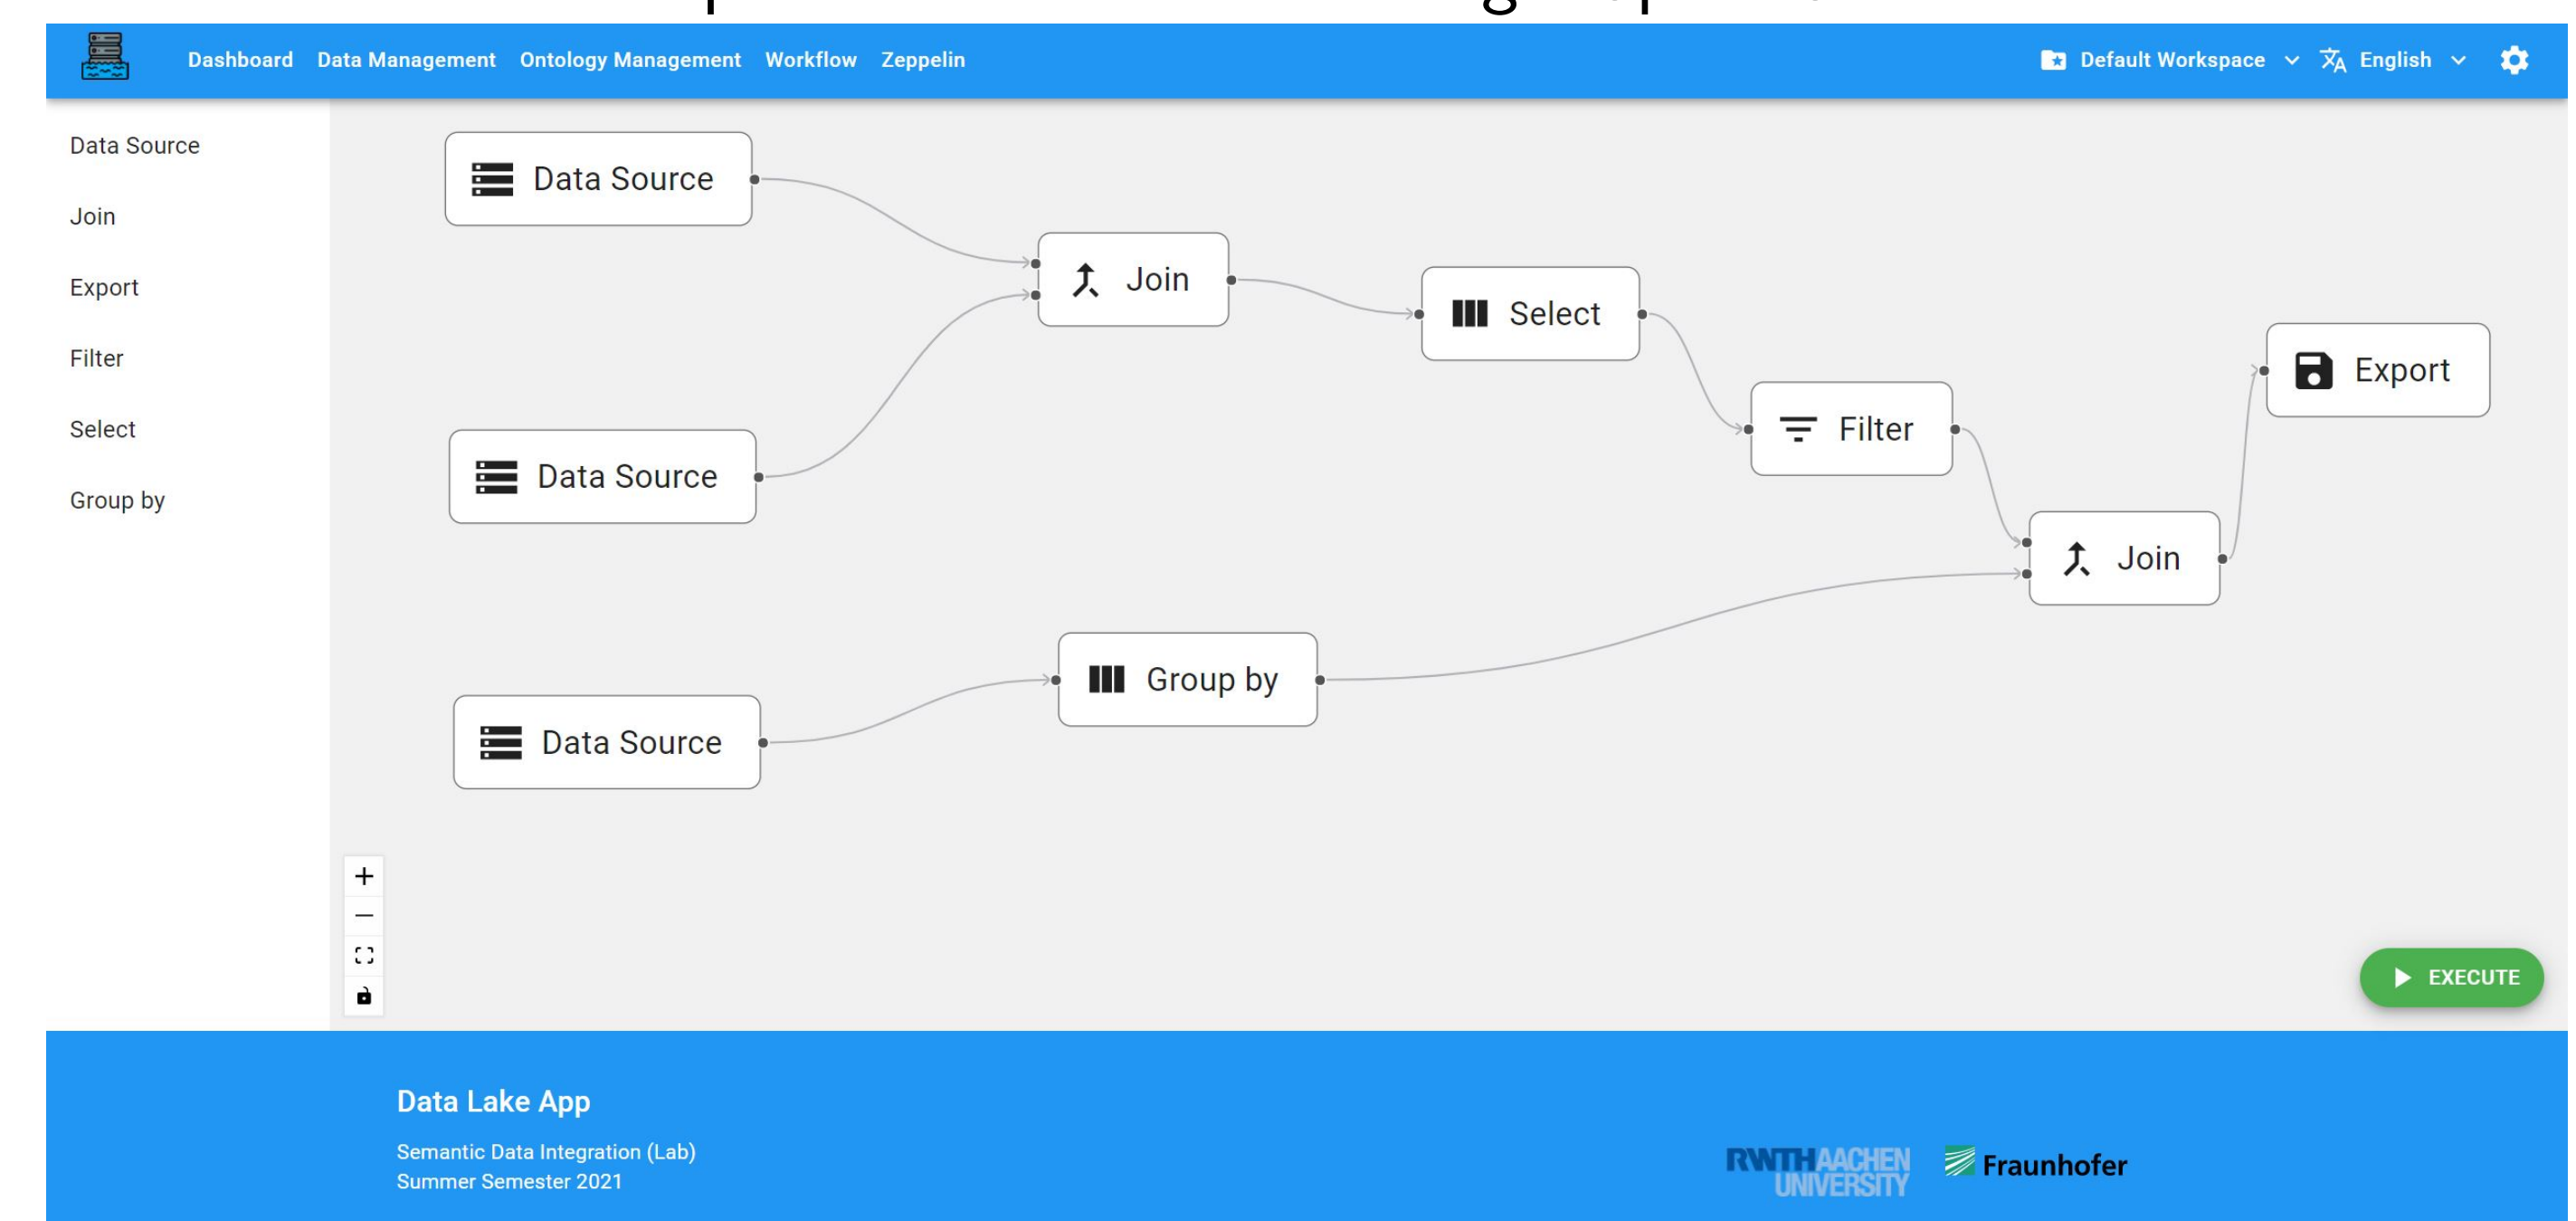 Dashboard Data Management Ontology Management Workflow Zeppelin Default Workspace English
Data Source
Join
Export
Filter
Select
Group by
Data Source
Join
Select
Export
Filter
Data Source
Join
Group by
Data Source
EXECUTE
Data Lake App
Semantic Data Integration (Lab)
Summer Semester 2021
RWTH AACHEN
UNIVERSITY
Fraunhofer